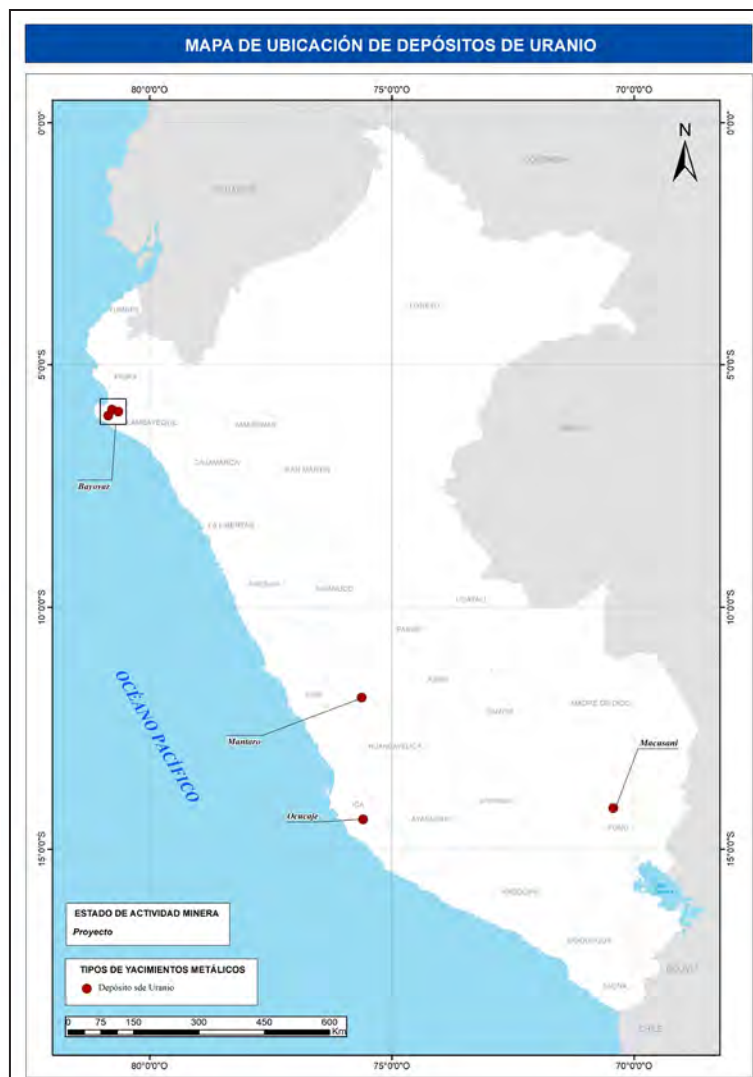 MAPA DE UBICACIÓN DE DEPÓSITOS DE URANIO
80°0'0"O 75°0'0"O 70°0'0"O
0°0'0" 0°0'0"
N
COLOMBIA
ECUADOR
TUMBES
LORETO
5°0'0"S 5°0'0"S
PIURA
LAMBAYEQUE
AMAZONAS
BRASIL
CAJAMARCA
SAN MARTIN
Bayovar
LA LIBERTAD
ANCASH
HUANUCO
UCAYALI
10°0'0"S 10°0'0"S
PASCO
JUNIN
LIMA
CUSCO
MADRE DE DIOS
OCÉANO PACÍFICO
Mantaro
HUANCAVELICA
Macusani
ICA
Ocucaje
AYACUCHO
APURIMAC
PUNO
15°0'0"S 15°0'0"S
AREQUIPA
MOQUEGUA
TACNA
BOLIVIA
CHILE
ESTADO DE ACTIVIDAD MINERA
Proyecto
TIPOS DE YACIMIENTOS METÁLICOS
Depósito sde Uranio
0 75 150 300 450 600
Km
80°0'0"O 75°0'0"O 70°0'0"O